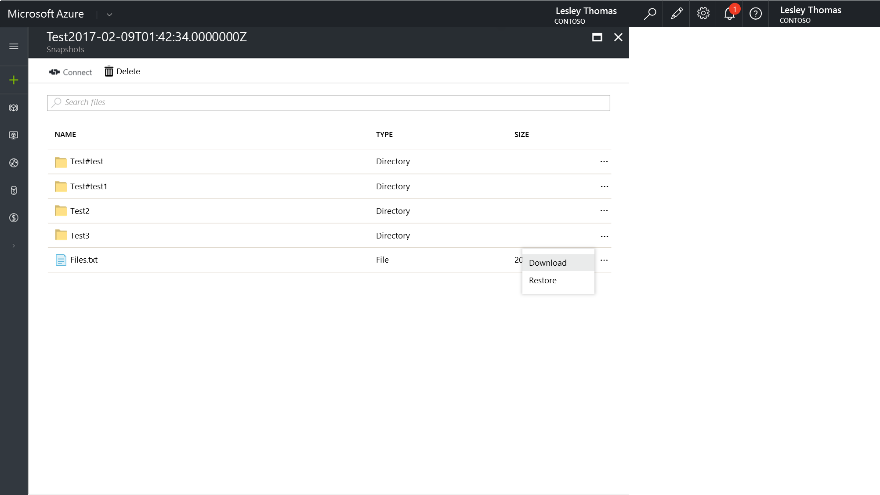 Microsoft Azure
Lesley Thomas
CONTOSO
1
Lesley Thomas
CONTOSO
Test2017-02-09T01:42:34.0000000Z
Snapshots
Connect
Delete
Search files
NAME TYPE SIZE
Test#test Directory ...
Test#test1 Directory ...
Test2 Directory ...
Test3 Directory ...
Files.txt File 20 ...
Download
Restore